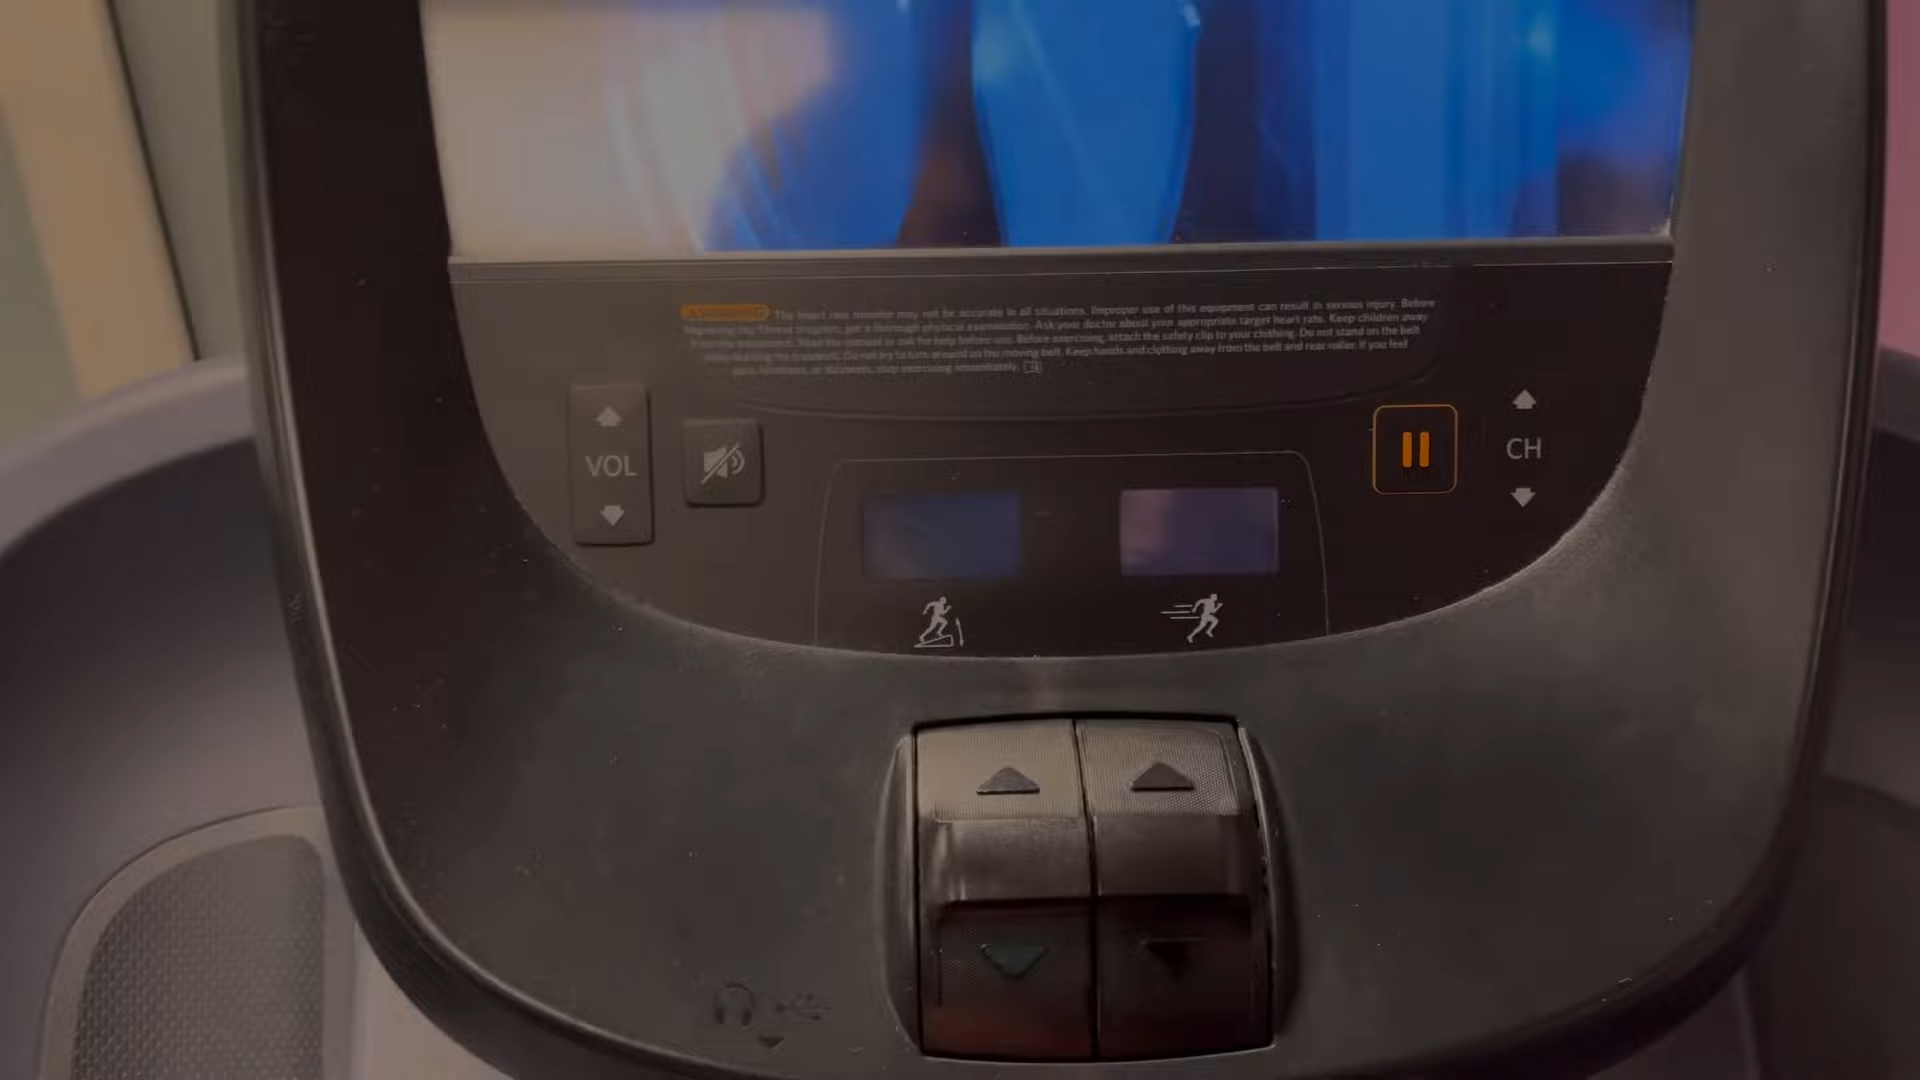 The heart rate monitor may not be accurate in all situations. Improper use of this equipment can result in serious injury. Before
beginning any fitness program, get a thorough physical examination. Ask your doctor about your appropriate target heart rate. Keep children away
from the treadmill. Read the manual or ask for help before use. Before exercising, attach the safety clip to your clothing. Do not stand on the belt
while starting the treadmill. Do not try to turn around on the moving belt. Keep hands and clothing away from the belt and rear roller. If you feel
pain, faintness, or dizziness, stop exercising immediately.
VOL
CH